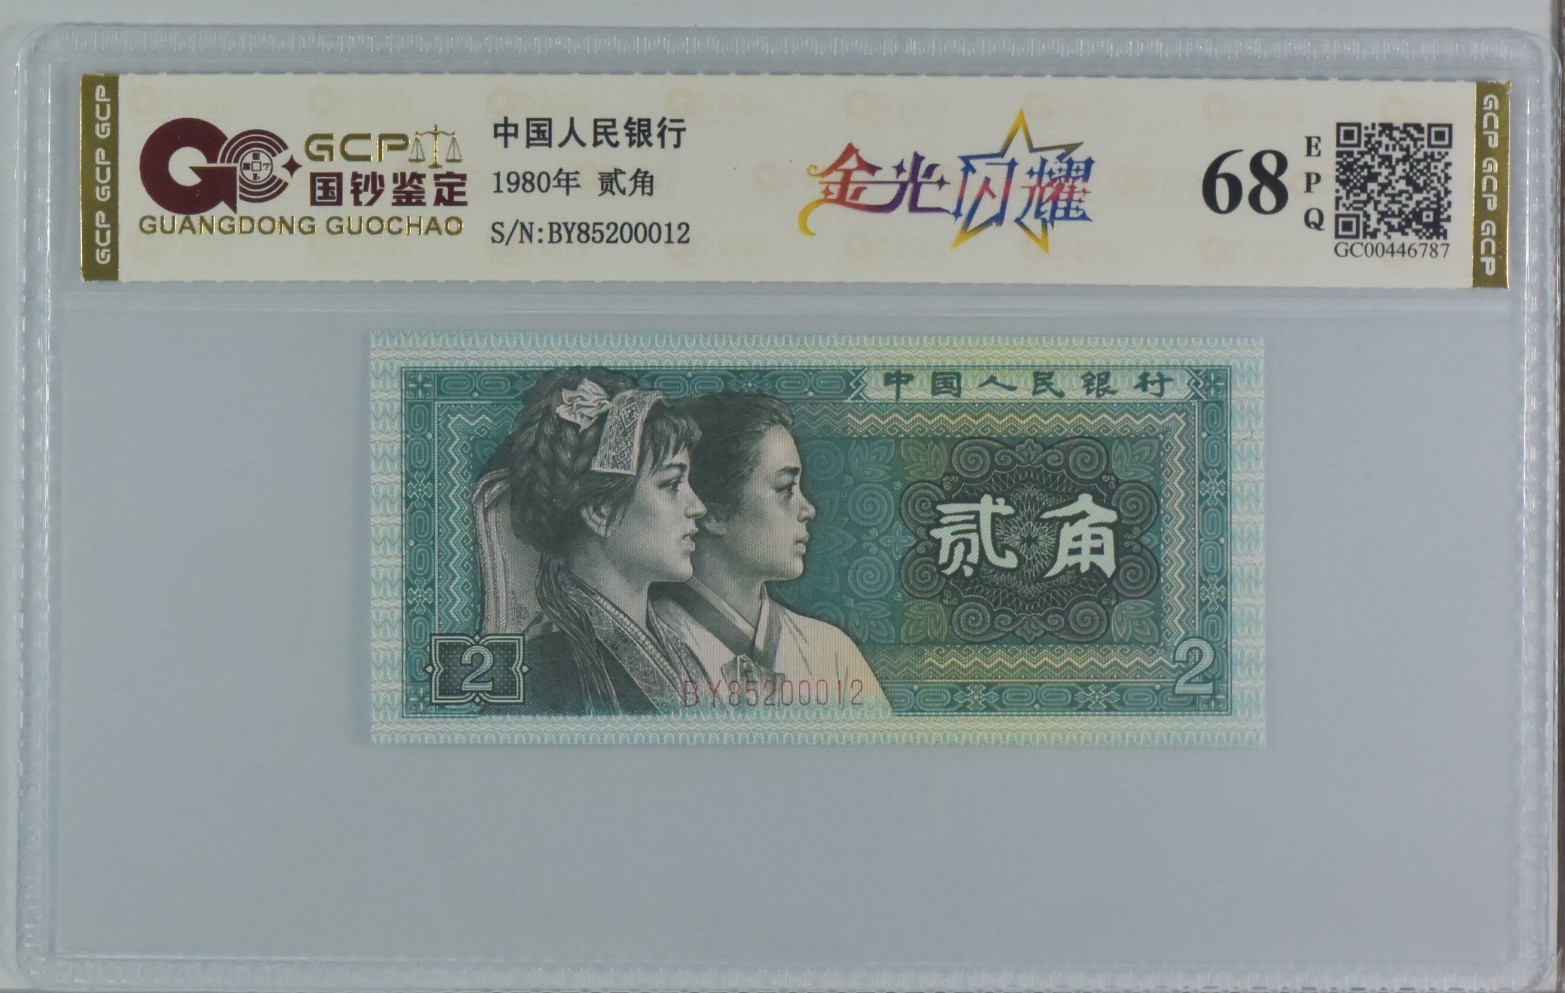 GCP GCP GCP
GCP
国钞鉴定
GUANGDONG GUOCHAO
中国人民银行
1980年 贰角
S/N:BY85200012
金光闪耀
68
EPQ
GC00446787
GCP GCP GCP
中国人民银行
贰角
2
2
BY85200012